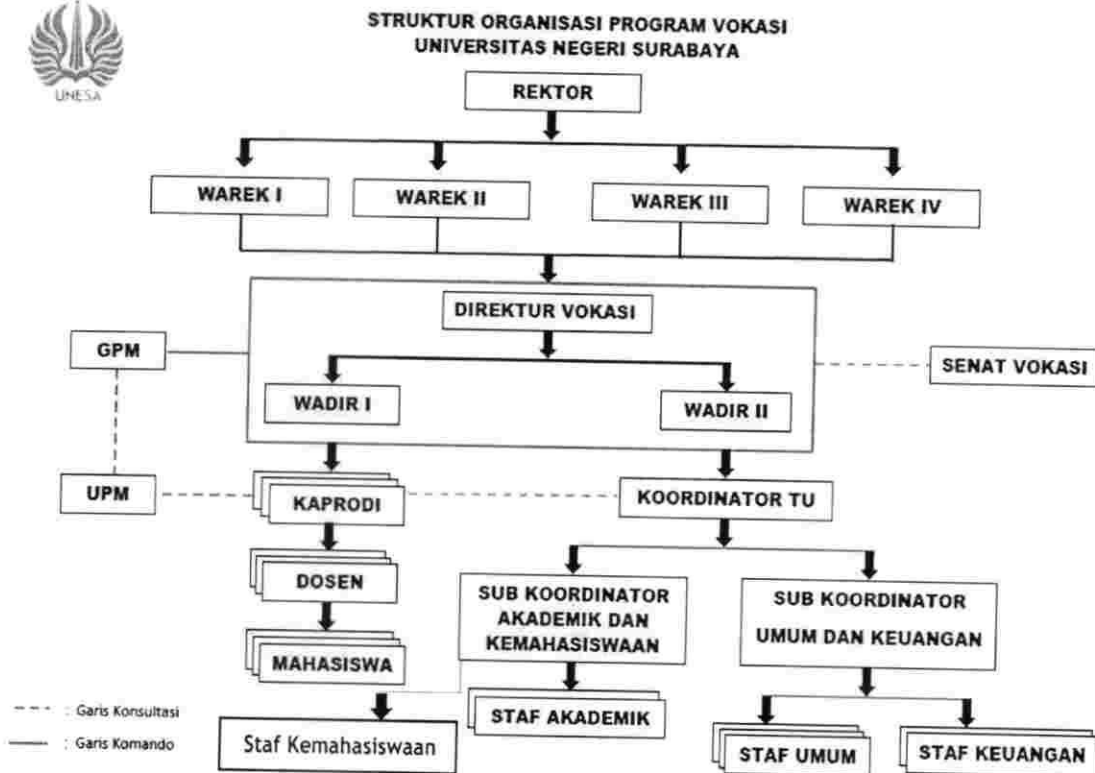 STRUKTUR ORGANISASI PROGRAM VOKASI
UNIVERSITAS NEGERI SURABAYA
UNESA
REKTOR
WAREK I
WAREK II
WAREK III
WAREK IV
DIREKTUR VOKASI
GPM
SENAT VOKASI
WADIR I
WADIR II
UPM
KAPRODI
KOORDINATOR TU
DOSEN
SUB KOORDINATOR
AKADEMIK DAN
KEMAHASISWAAN
SUB KOORDINATOR
UMUM DAN KEUANGAN
MAHASISWA
STAF AKADEMIK
Staf Kemahasiswaan
STAF UMUM
STAF KEUANGAN
---- : Garis Konsultasi
—— : Garis Komando